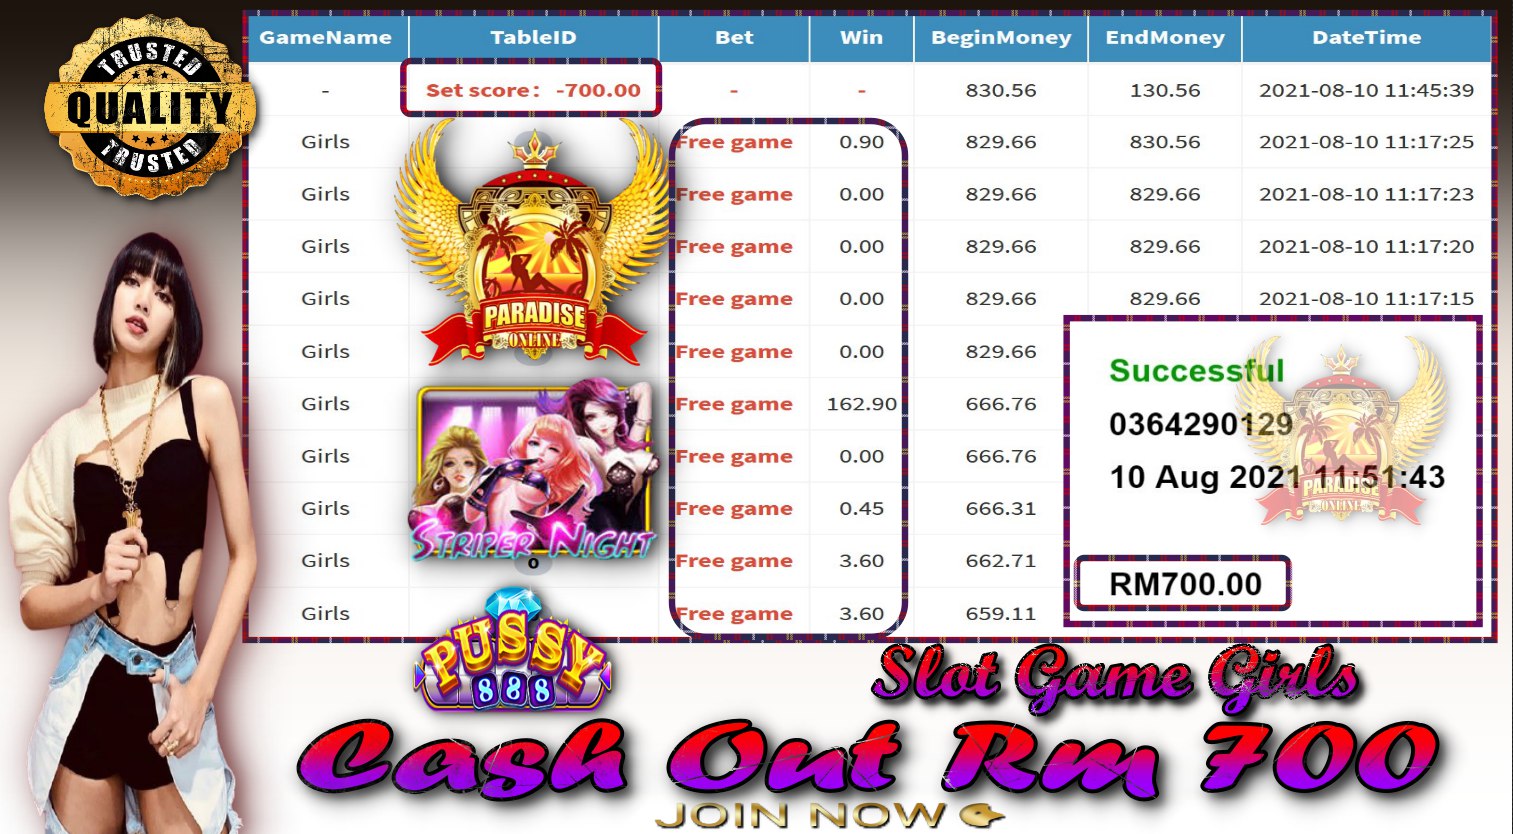 TRUSTED
QUALITY
TRUSTED
GameName TableID Bet Win BeginMoney EndMoney DateTime
- Set score: -700.00 - - 830.56 130.56 2021-08-10 11:45:39
Girls Free game 0.90 829.66 830.56 2021-08-10 11:17:25
Girls Free game 0.00 829.66 829.66 2021-08-10 11:17:23
Girls Free game 0.00 829.66 829.66 2021-08-10 11:17:20
Girls Free game 0.00 829.66 829.66 2021-08-10 11:17:15
Girls Free game 0.00 829.66
Girls Free game 162.90 666.76
Girls Free game 0.00 666.76
Girls Free game 0.45 666.31
Girls 0 Free game 3.60 662.71
Girls Free game 3.60 659.11
PARADISE
ONLINE
STRIPER NIGHT
PUSSY
888
Successful
0364290129
10 Aug 2021 11:51:43
PARADISE
ONLINE
RM700.00
Slot Game Girls
Cash Out Rm 700
JOIN NOW